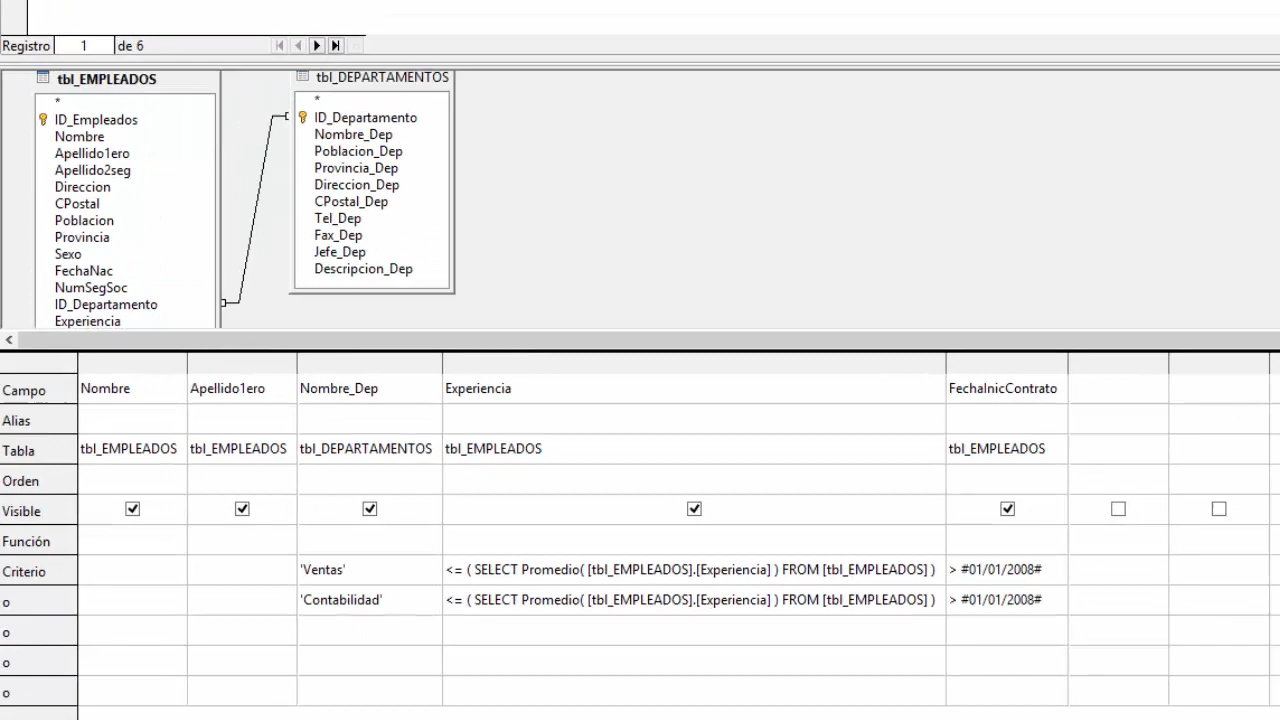 Registro 1 de 6
tbl_EMPLEADOS
*
ID_Empleados
Nombre
Apellido1ero
Apellido2seg
Direccion
CPostal
Poblacion
Provincia
Sexo
FechaNac
NumSegSoc
ID_Departamento
Experiencia
tbl_DEPARTAMENTOS
*
ID_Departamento
Nombre_Dep
Poblacion_Dep
Provincia_Dep
Direccion_Dep
CPostal_Dep
Tel_Dep
Fax_Dep
Jefe_Dep
Descripcion_Dep
Campo Nombre Apellido1ero Nombre_Dep Experiencia FechaInicContrato
Alias
Tabla tbl_EMPLEADOS tbl_EMPLEADOS tbl_DEPARTAMENTOS tbl_EMPLEADOS tbl_EMPLEADOS
Orden
Visible
Función
Criterio 'Ventas' <= ( SELECT Promedio( [tbl_EMPLEADOS].[Experiencia] ) FROM [tbl_EMPLEADOS] ) > #01/01/2008#
o 'Contabilidad' <= ( SELECT Promedio( [tbl_EMPLEADOS].[Experiencia] ) FROM [tbl_EMPLEADOS] ) > #01/01/2008#
o
o
o